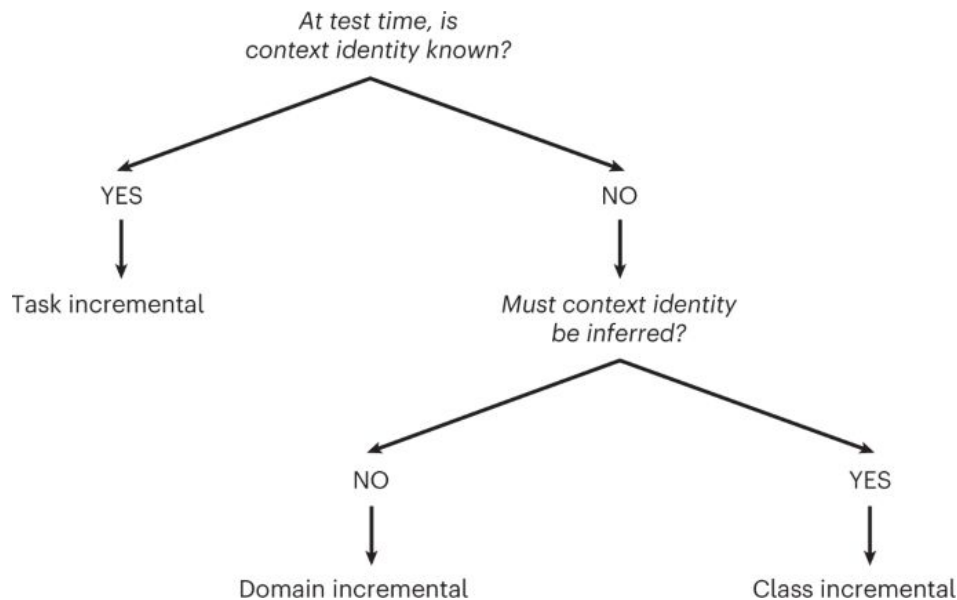 At test time, is
context identity known?
YES
NO
Task incremental
Must context identity
be inferred?
NO
YES
Domain incremental
Class incremental